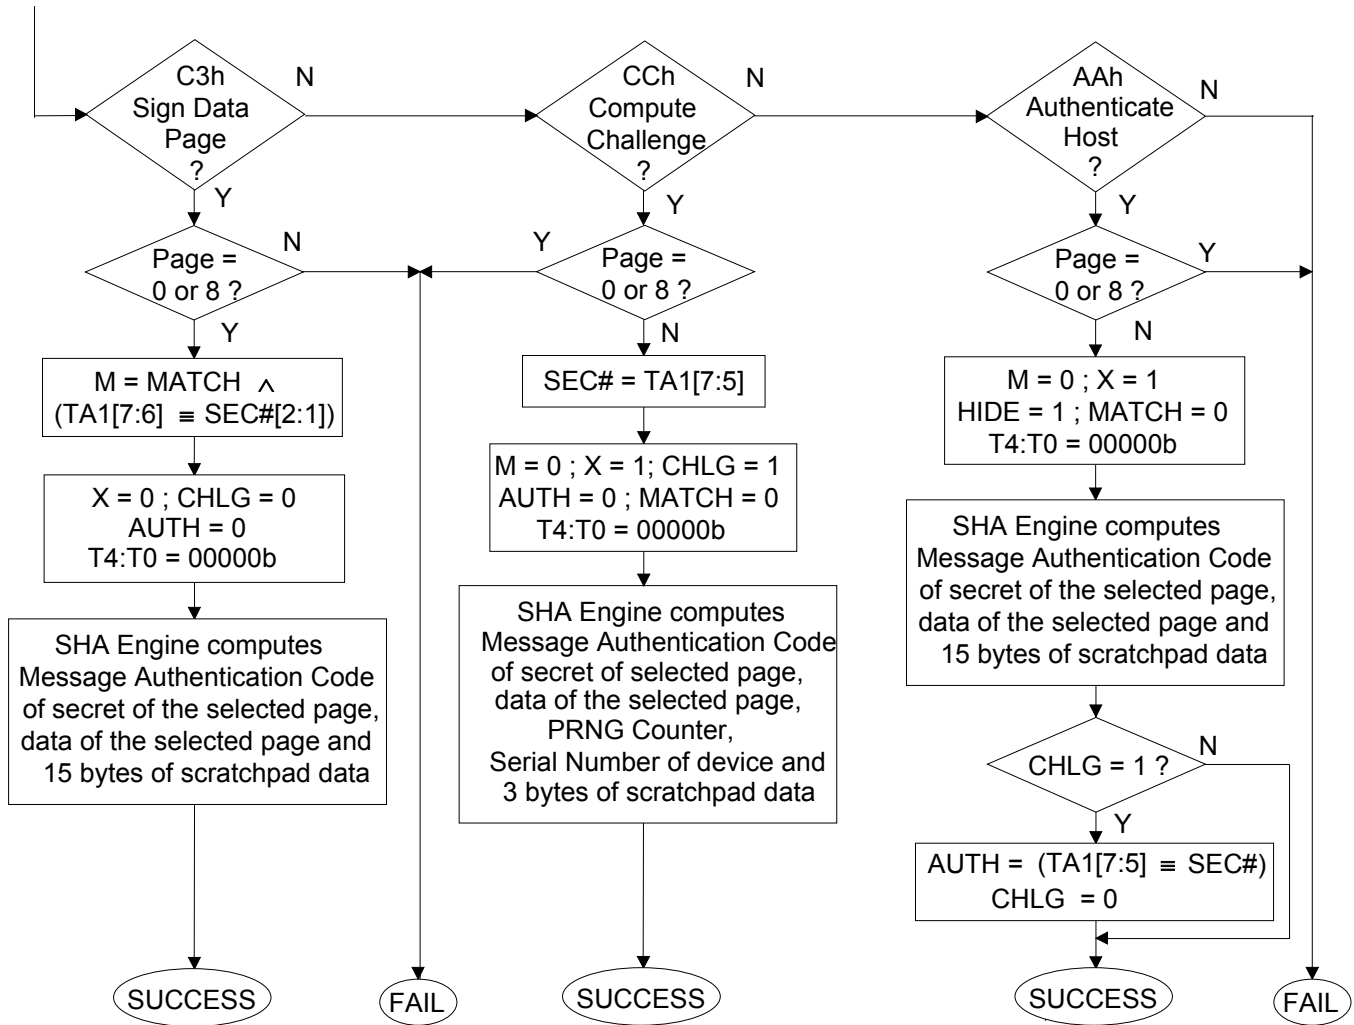 C3h
Sign Data
Page
?
N
Y
Page =
0 or 8 ?
N
Y
M = MATCH ∧
(TA1[7:6] ≡ SEC#[2:1])
X = 0 ; CHLG = 0
AUTH = 0
T4:T0 = 00000b
SHA Engine computes
Message Authentication Code
of secret of the selected page,
data of the selected page and
15 bytes of scratchpad data
SUCCESS
FAIL
CCh
Compute
Challenge
?
N
Y
Y
Page =
0 or 8 ?
N
SEC# = TA1[7:5]
M = 0 ; X = 1; CHLG = 1
AUTH = 0 ; MATCH = 0
T4:T0 = 00000b
SHA Engine computes
Message Authentication Code
of secret of selected page,
data of the selected page,
PRNG Counter,
Serial Number of device and
3 bytes of scratchpad data
SUCCESS
AAh
Authenticate
Host
?
N
Y
Page =
0 or 8 ?
Y
N
M = 0 ; X = 1
HIDE = 1 ; MATCH = 0
T4:T0 = 00000b
SHA Engine computes
Message Authentication Code
of secret of the selected page,
data of the selected page and
15 bytes of scratchpad data
CHLG = 1 ?
N
Y
AUTH = (TA1[7:5] ≡ SEC#)
CHLG = 0
SUCCESS
FAIL